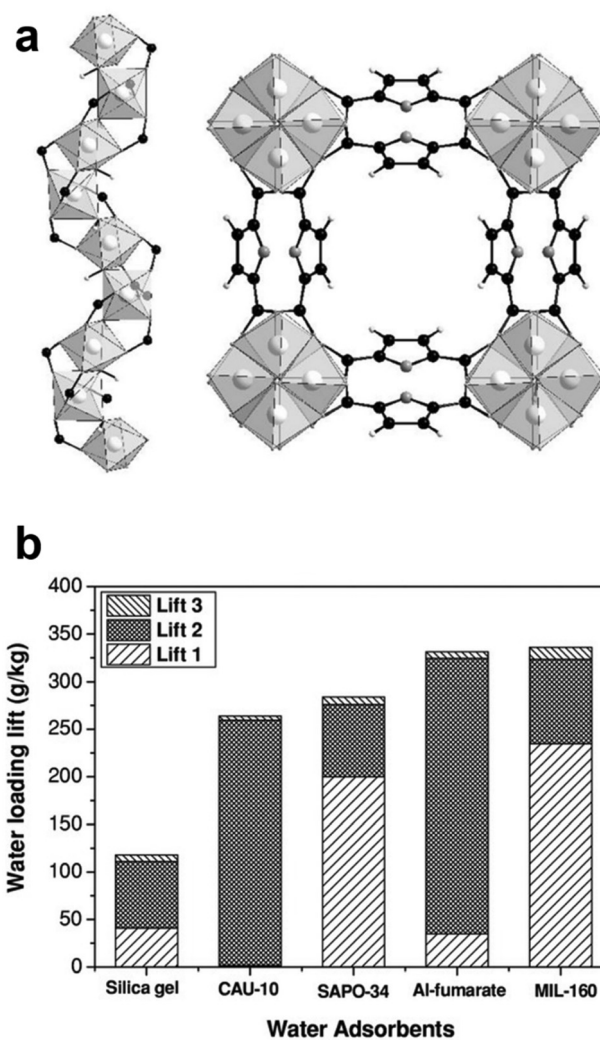 a
b
400
350
300
250
200
150
100
50
0
Water loading lift (g/kg)
Lift 3
Lift 2
Lift 1
Silica gel CAU-10 SAPO-34 Al-fumarate MIL-160
Water Adsorbents